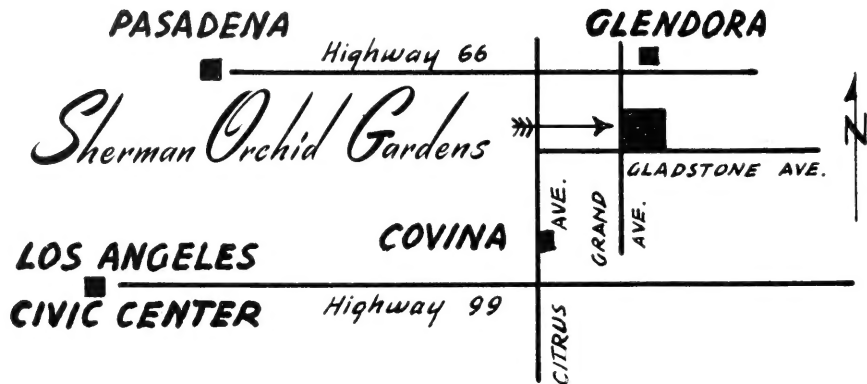 PASADENA
GLENDORA
Highway 66
Sherman Orchid Gardens
N
GLADSTONE AVE.
GRAND AVE.
COVINA
CITRUS AVE.
LOS ANGELES
CIVIC CENTER
Highway 99